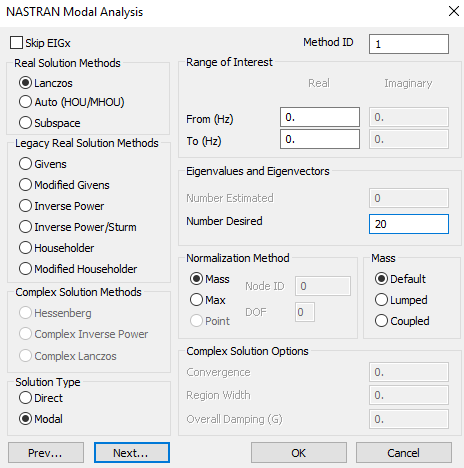 NASTRAN Modal Analysis
Skip EIGx
Method ID 1
Real Solution Methods
Lanczos
Auto (HOU/MHOU)
Subspace
Legacy Real Solution Methods
Givens
Modified Givens
Inverse Power
Inverse Power/Sturm
Householder
Modified Householder
Complex Solution Methods
Hessenberg
Complex Inverse Power
Complex Lanczos
Solution Type
Direct
Modal
Range of Interest
Real Imaginary
From (Hz) 0. 0.
To (Hz) 0. 0.
Eigenvalues and Eigenvectors
Number Estimated 0
Number Desired 20
Normalization Method
Mass
Max
Point
Node ID 0
DOF 0
Mass
Default
Lumped
Coupled
Complex Solution Options
Convergence 0.
Region Width 0.
Overall Damping (G) 0.
Prev... Next... OK Cancel